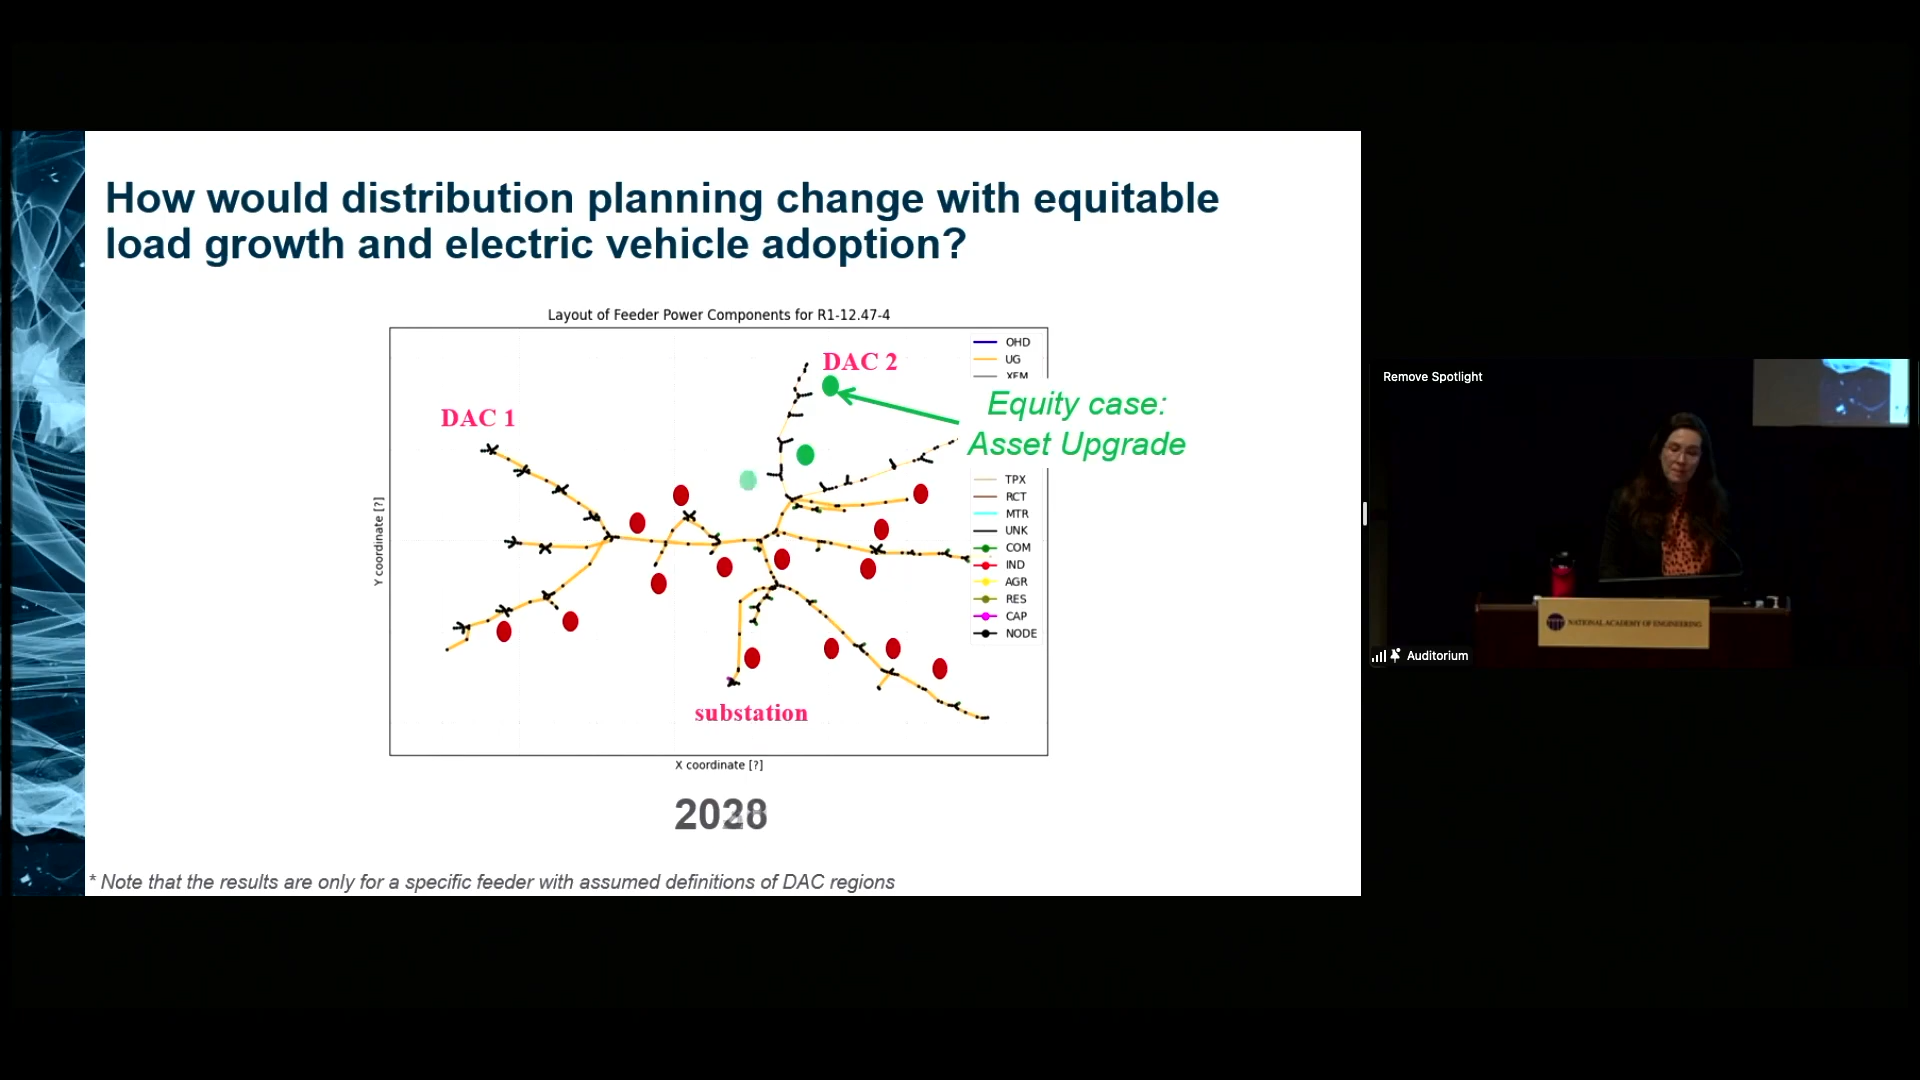 How would distribution planning change with equitable
load growth and electric vehicle adoption?
Layout of Feeder Power Components for R1-12.47-4
DAC 1
DAC 2
substation
Equity case:
Asset Upgrade
OHD
UG
XFM
TPX
RCT
MTR
UNK
COM
IND
AGR
RES
CAP
NODE
Y coordinate [?]
X coordinate [?]
2028
* Note that the results are only for a specific feeder with assumed definitions of DAC regions
Remove Spotlight
NATIONAL ACADEMY OF ENGINEERING
Auditorium